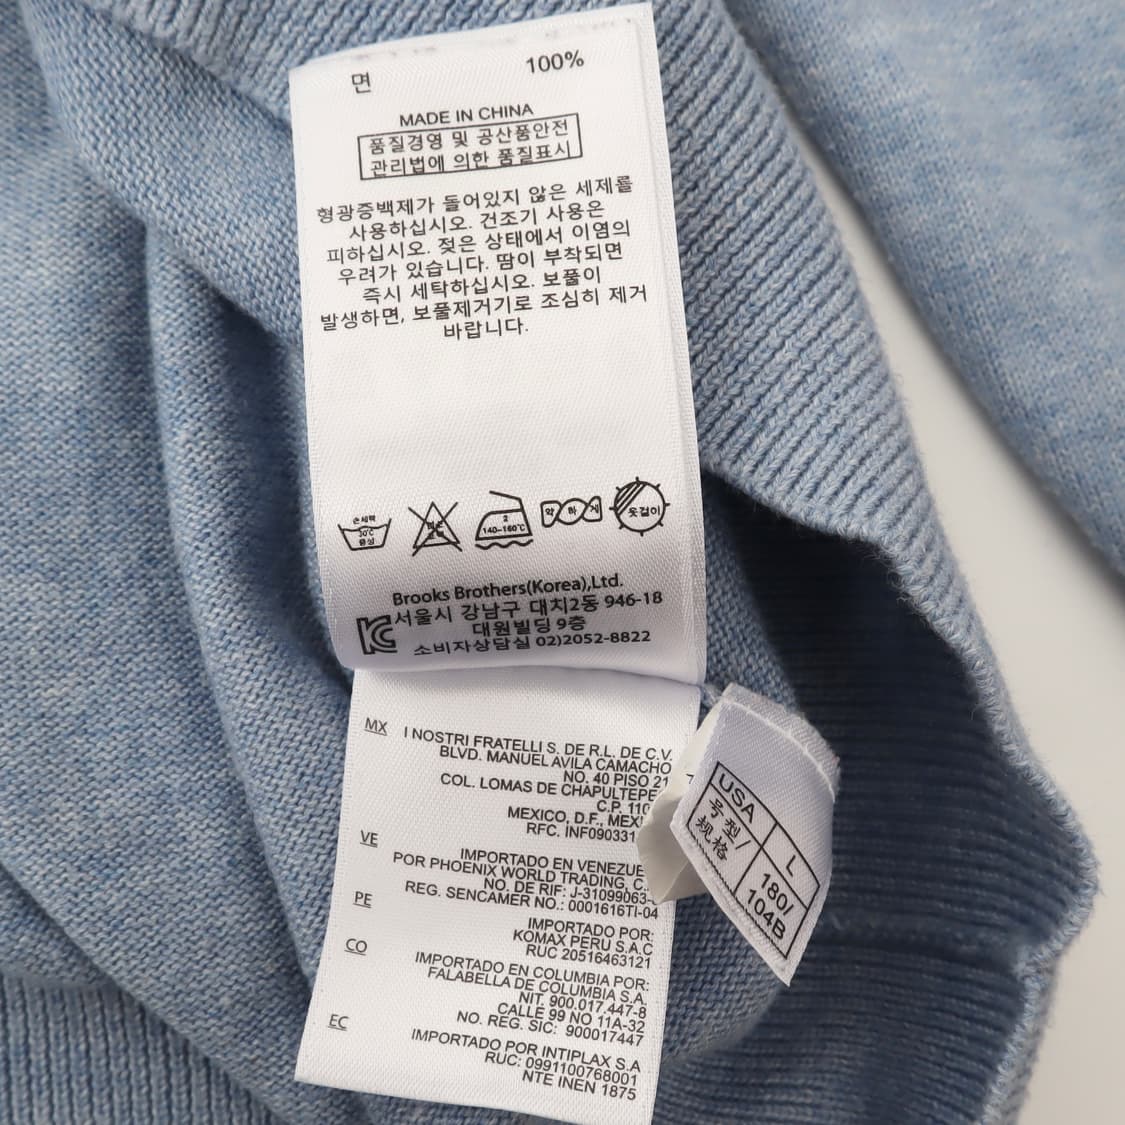 면 100%
MADE IN CHINA
품질경영 및 공산품안전
관리법에 의한 품질표시
형광증백제가 들어있지 않은 세제를
사용하십시오. 건조기 사용은
피하십시오. 젖은 상태에서 이염의
우려가 있습니다. 땀이 부착되면
즉시 세탁하십시오. 보풀이
발생하면, 보풀제거기로 조심히 제거
바랍니다.
손세탁
30℃
중성
2
140-160℃
약하게
옷걸이
Brooks Brothers(Korea),Ltd.
서울시 강남구 대치2동 946-18
대원빌딩 9층
소비자상담실 02)2052-8822
MX I NOSTRI FRATELLI S. DE R.L. DE C.V.
BLVD. MANUEL AVILA CAMACHO
NO. 40 PISO 21
COL. LOMAS DE CHAPULTEPE
C.P. 110
MEXICO, D.F., MEX
RFC. INF090331
VE IMPORTADO EN VENEZUE
POR PHOENIX WORLD TRADING, C.
NO. DE RIF: J-31099063-
REG. SENCAMER NO.: 0001616TI-04
PE IMPORTADO POR:
KOMAX PERU S.A.C
RUC 20516463121
CO IMPORTADO EN COLUMBIA POR:
FALABELLA DE COLUMBIA S.A.
NIT. 900.017.447-8
CALLE 99 NO 11A-32
NO. REG. SIC: 900017447
EC IMPORTADO POR INTIPLAX S.A
RUC: 0991100768001
NTE INEN 1875
USA L
号型/ 180/
规格 104B